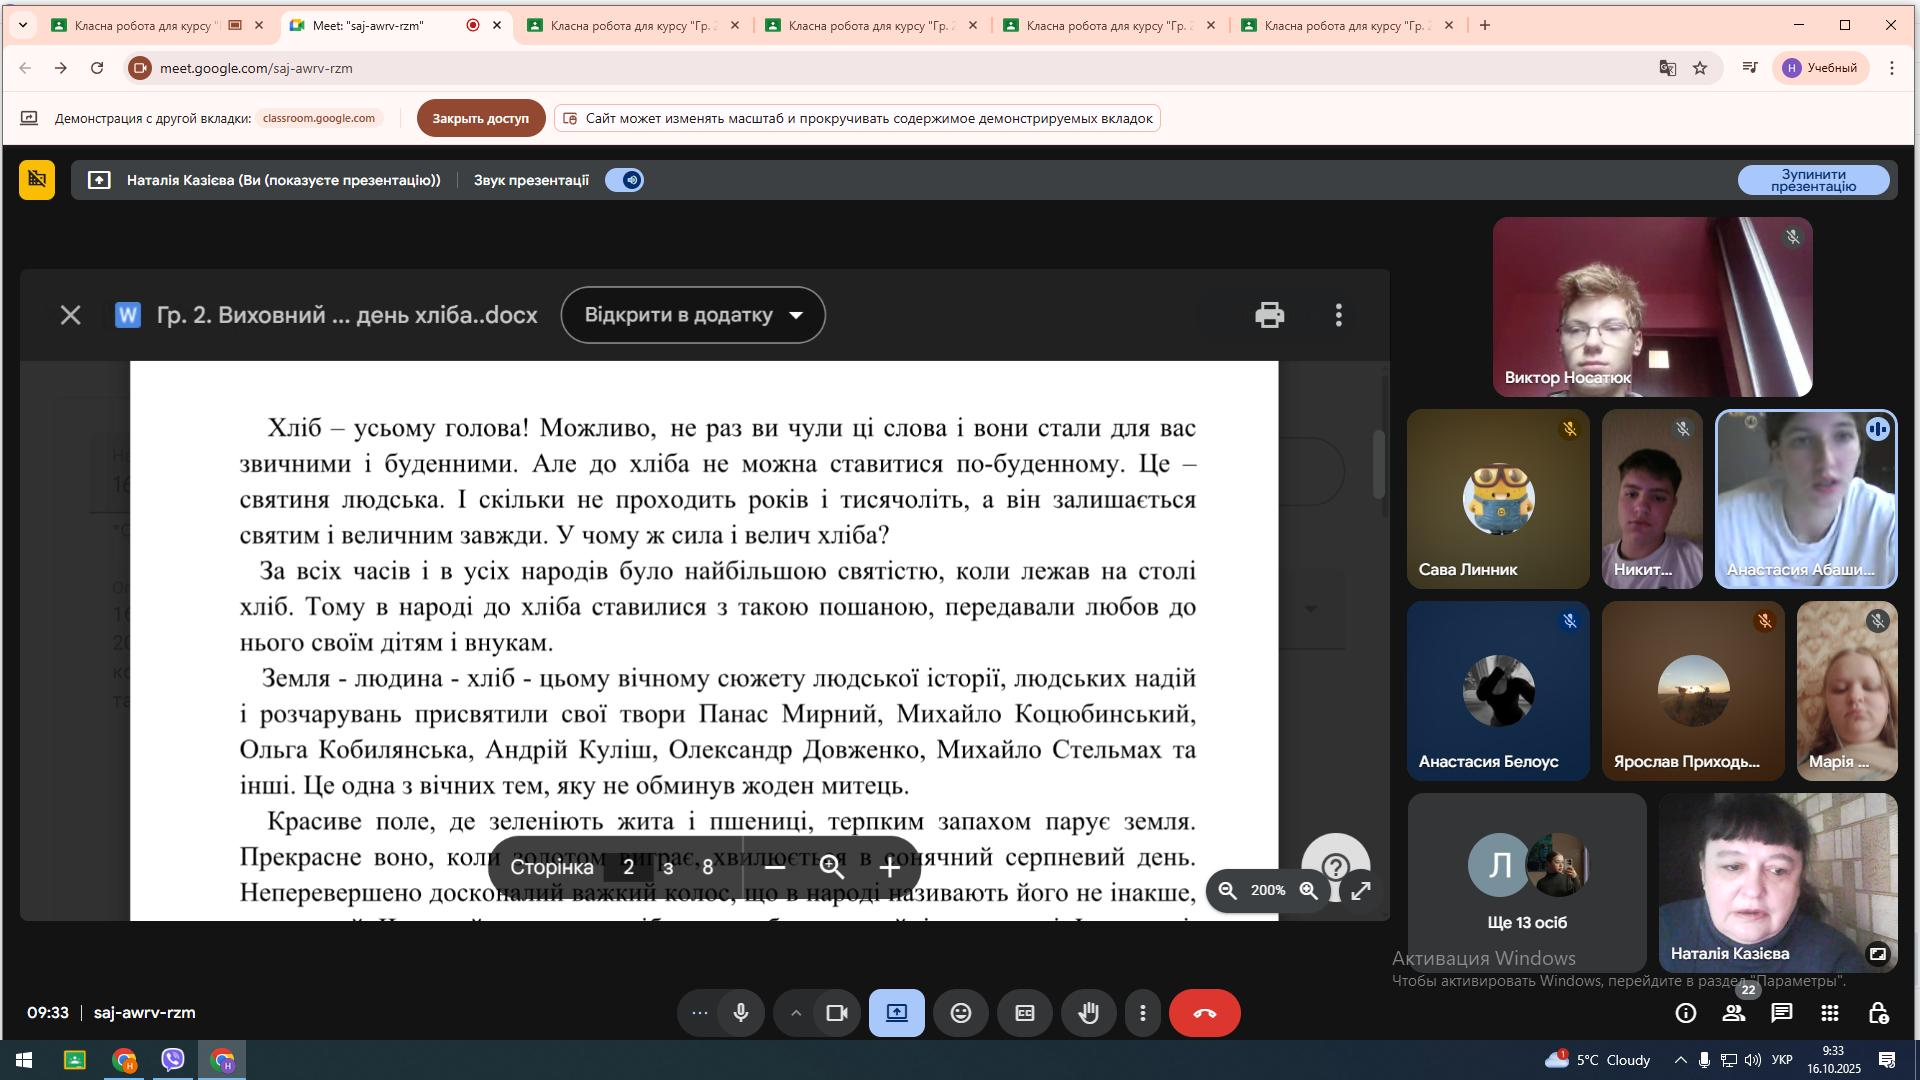 Класна робота для курсу "Г
Meet: "saj-awrv-rzm"
Класна робота для курсу "Гр. 2
Класна робота для курсу "Гр. 2
Класна робота для курсу "Гр. 2
Класна робота для курсу "Гр. 2
meet.google.com/saj-awrv-rzm
Н
Учебный
Демонстрация с другой вкладки:
classroom.google.com
Закрыть доступ
Сайт может изменять масштаб и прокручивать содержимое демонстрируемых вкладок
Наталія Казієва (Ви (показуєте презентацію))
Звук презентації
Зупинити
презентацію
W
Гр. 2. Виховний ... день хліба..docx
Відкрити в додатку
Хліб – усьому голова! Можливо, не раз ви чули ці слова і вони стали для вас
звичними і буденними. Але до хліба не можна ставитися по-буденному. Це –
святиня людська. І скільки не проходить років і тисячоліть, а він залишається
святим і величним завжди. У чому ж сила і велич хліба?
За всіх часів і в усіх народів було найбільшою святістю, коли лежав на столі
хліб. Тому в народі до хліба ставилися з такою пошаною, передавали любов до
нього своїм дітям і внукам.
Земля - людина - хліб - цьому вічному сюжету людської історії, людських надій
і розчарувань присвятили свої твори Панас Мирний, Михайло Коцюбинський,
Ольга Кобилянська, Андрій Куліш, Олександр Довженко, Михайло Стельмах та
інші. Це одна з вічних тем, яку не обминув жоден митець.
Красиве поле, де зеленіють жита і пшениці, терпким запахом парує земля.
Прекрасне воно, коли золотом виграє, хвилюється в сонячний серпневий день.
Неперевершено досконалий важкий колос, що в народі називають його не інакше,
Сторінка 2 з 8
200%
Виктор Носатюк
Сава Линник
Никит...
Анастасия Абаши...
Анастасия Белоус
Ярослав Приходь...
Марія ...
Л
Ще 13 осіб
Наталія Казієва
Активация Windows
Чтобы активировать Windows, перейдите в раздел "Параметры".
09:33
saj-awrv-rzm
22
1
5°C Cloudy
УКР
9:33
16.10.2025